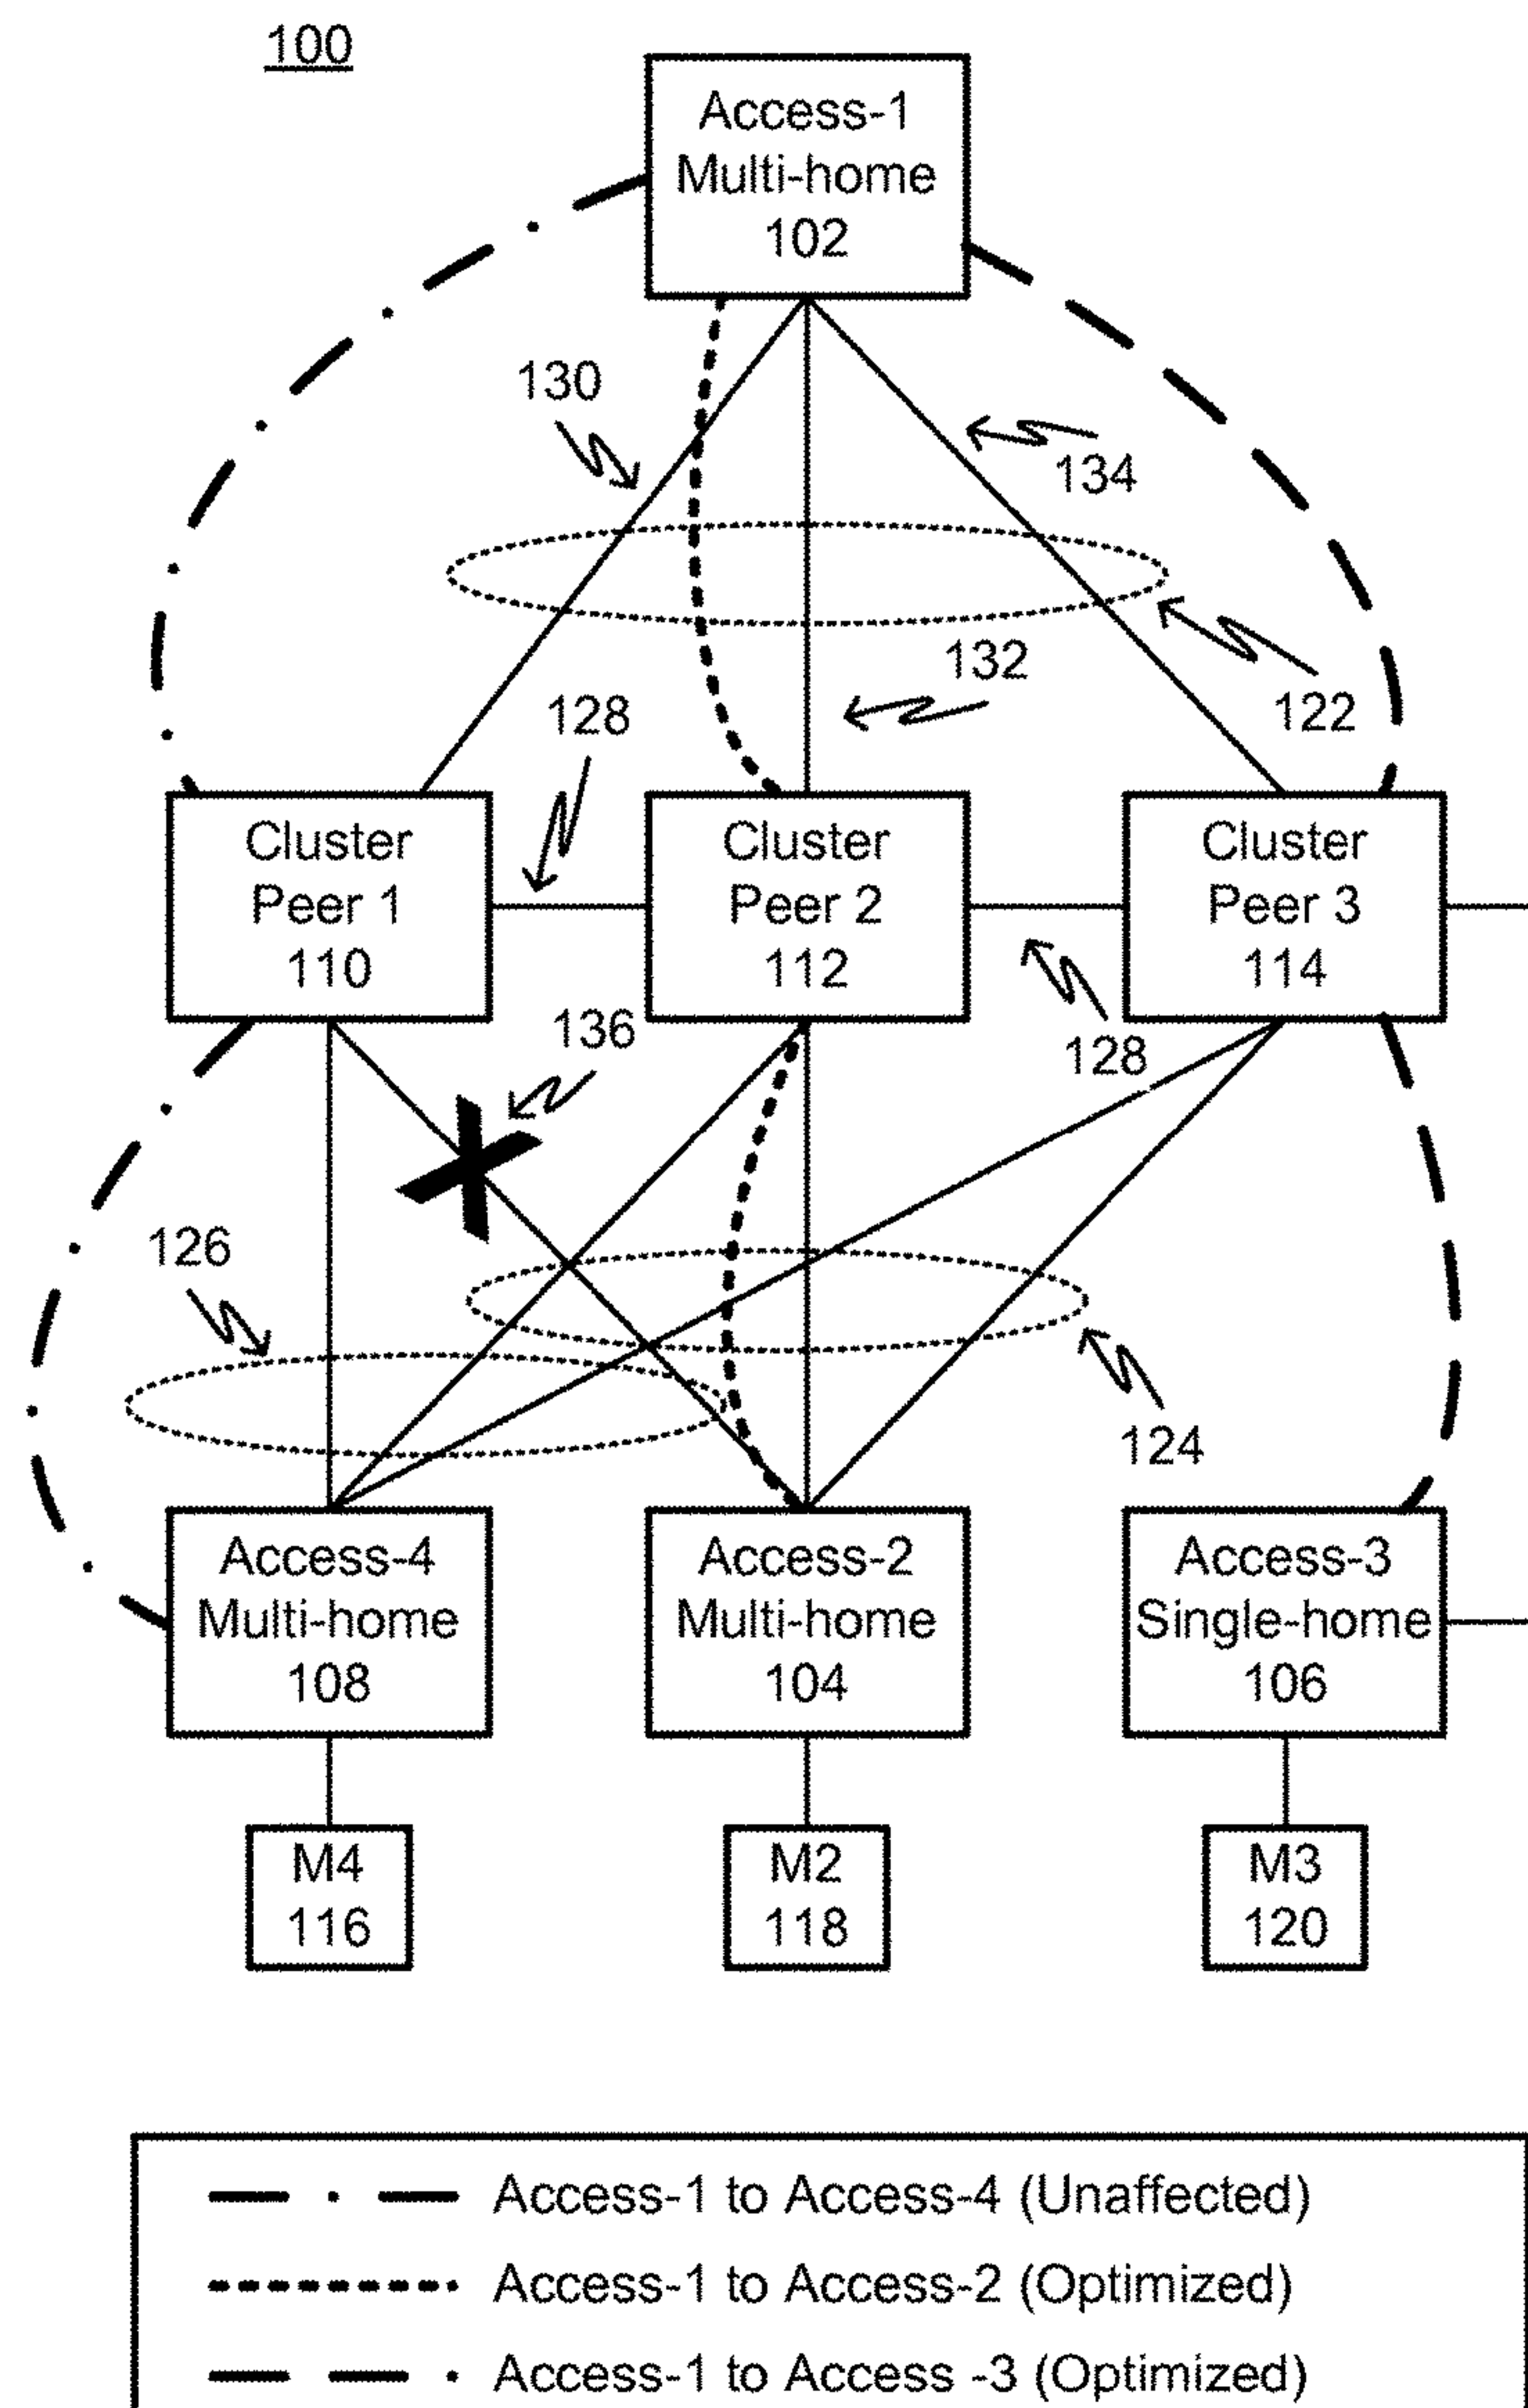 100
Access-1
Multi-home
102
130
134
132
122
128
Cluster
Peer 1
110
Cluster
Peer 2
112
Cluster
Peer 3
114
136
128
126
124
Access-4
Multi-home
108
Access-2
Multi-home
104
Access-3
Single-home
106
M4
116
M2
118
M3
120
Access-1 to Access-4 (Unaffected)
Access-1 to Access-2 (Optimized)
Access-1 to Access -3 (Optimized)